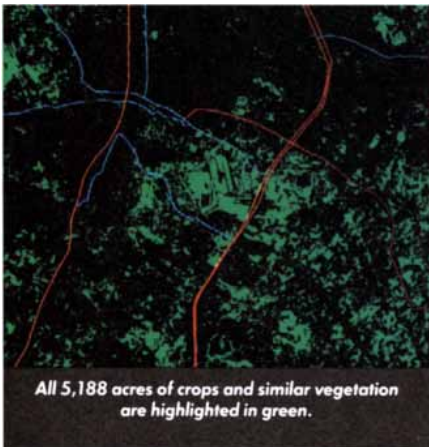 All 5,188 acres of crops and similar vegetation
are highlighted in green.